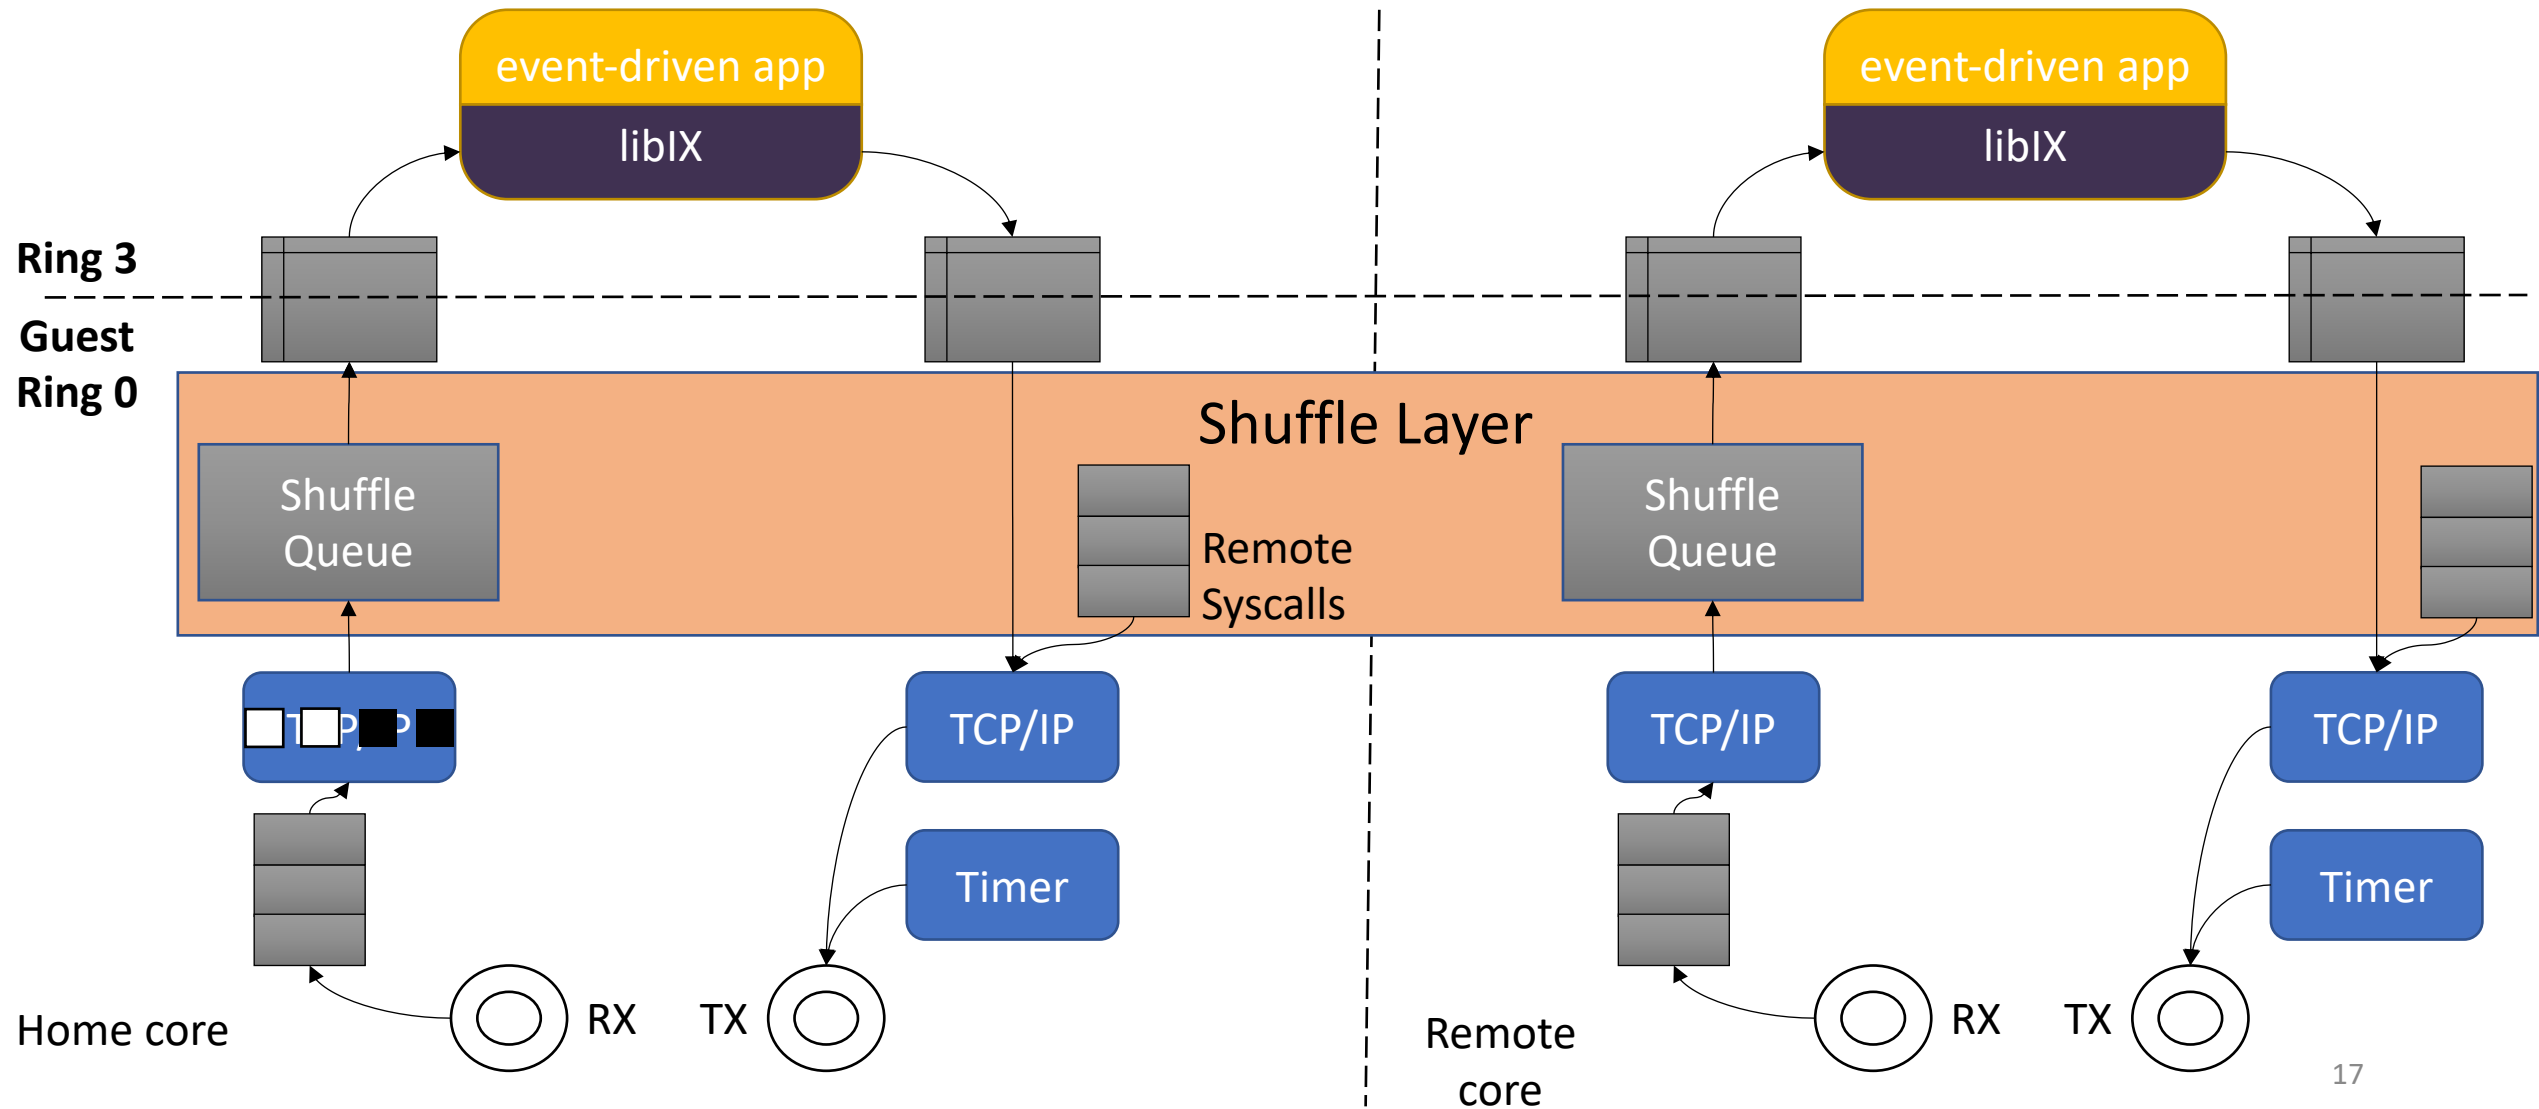 event-driven app
libIX
event-driven app
libIX
Ring 3
Guest
Ring 0
Shuffle Layer
Shuffle
Queue
Remote
Syscalls
Shuffle
Queue
TCP/IP
TCP/IP
TCP/IP
Timer
Timer
Home core
RX
TX
Remote
core
RX
TX
17